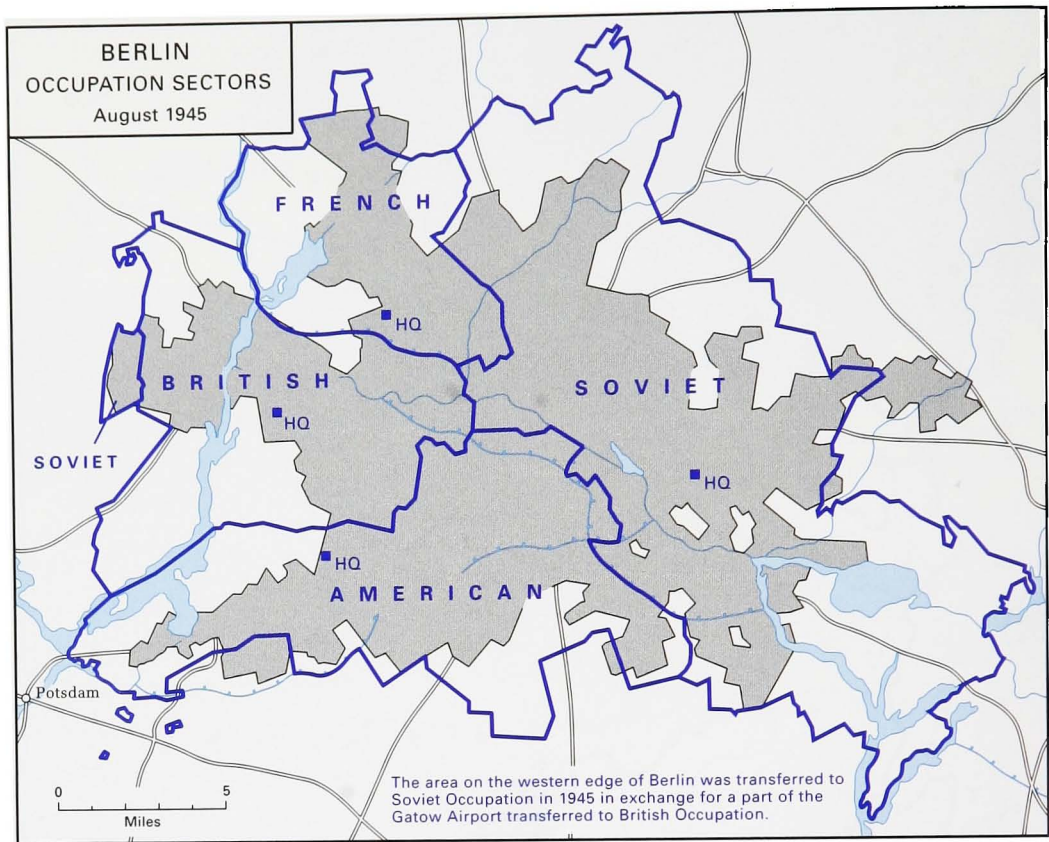 BERLIN
OCCUPATION SECTORS
August 1945
FRENCH
HQ
BRITISH
HQ
SOVIET
SOVIET
HQ
HQ
AMERICAN
Potsdam
0 5
Miles
The area on the western edge of Berlin was transferred to
Soviet Occupation in 1945 in exchange for a part of the
Gatow Airport transferred to British Occupation.